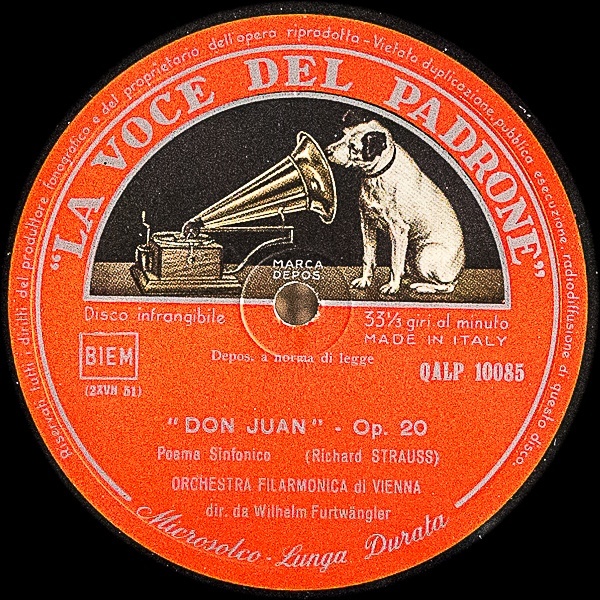 Riservati tutti i diritti del produttore fonografico e del proprietario dell'opera riprodotta - Vietata duplicazione, pubblica esecuzione, radiodiffusione di questo disco.
"LA VOCE DEL PADRONE"
MARCA
DEPOS
Disco infrangibile
33⅓ giri al minuto
MADE IN ITALY
Depos. a norma di legge
BIEM
QALP 10085
(2XVH 51)
"DON JUAN" - Op. 20
Poema Sinfonico (Richard STRAUSS)
ORCHESTRA FILARMONICA di VIENNA
dir. da Wilhelm Furtwängler
Microsolco - Lunga Durata